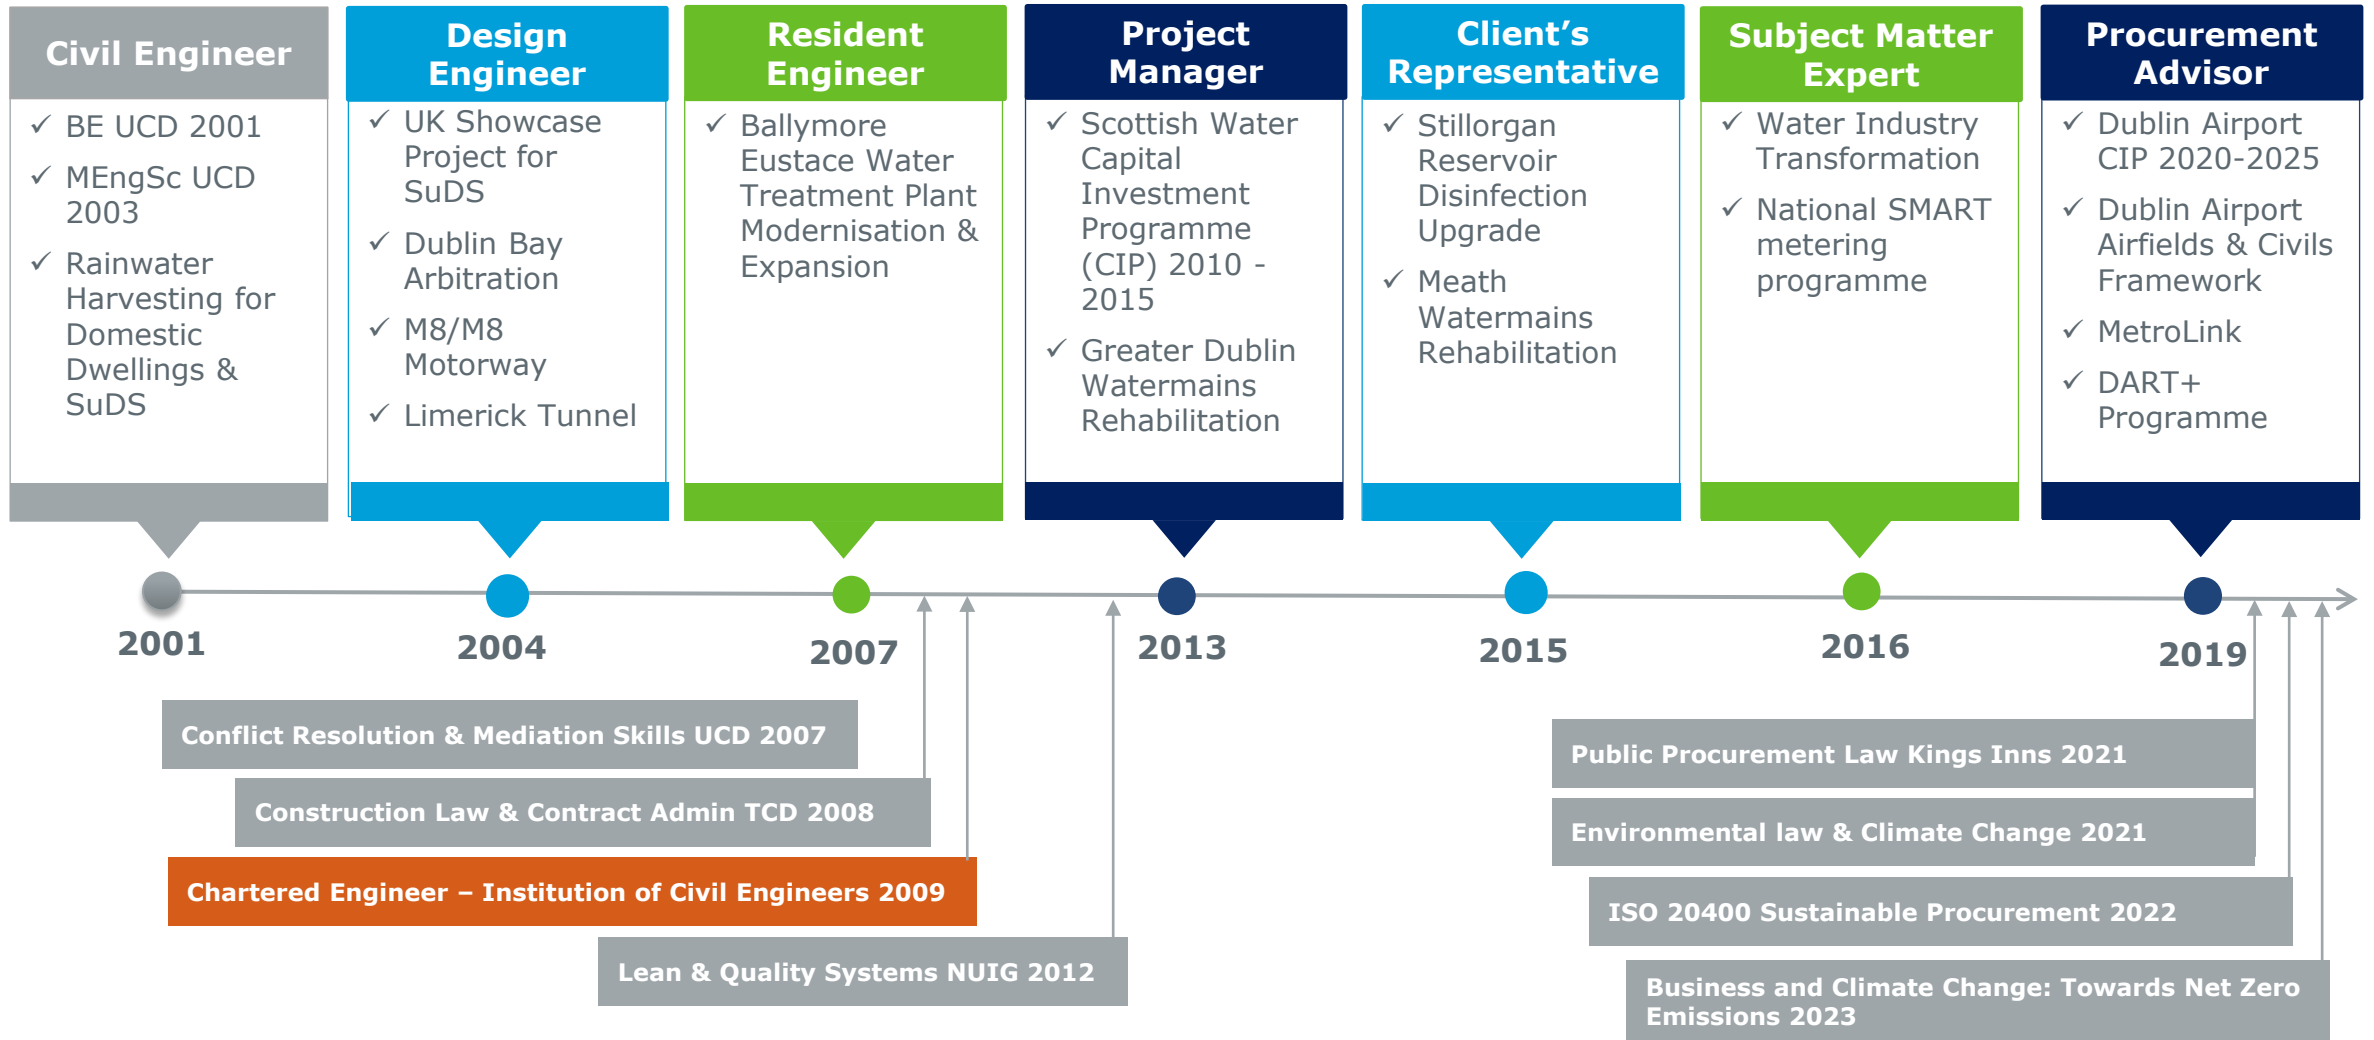 Civil Engineer
BE UCD 2001
MEngSc UCD
2003
Rainwater
Harvesting for
Domestic
Dwellings &
SuDS
Design
Engineer
UK Showcase
Project for
SuDS
Dublin Bay
Arbitration
M8/M8
Motorway
Limerick Tunnel
Resident
Engineer
Ballymore
Eustace Water
Treatment Plant
Modernisation &
Expansion
Project
Manager
Scottish Water
Capital
Investment
Programme
(CIP) 2010 -
2015
Greater Dublin
Watermains
Rehabilitation
Client’s
Representative
Stillorgan
Reservoir
Disinfection
Upgrade
Meath
Watermains
Rehabilitation
Subject Matter
Expert
Water Industry
Transformation
National SMART
metering
programme
Procurement
Advisor
Dublin Airport
CIP 2020-2025
Dublin Airport
Airfields & Civils
Framework
MetroLink
DART+
Programme
2001
2004
2007
2013
2015
2016
2019
Conflict Resolution & Mediation Skills UCD 2007
Construction Law & Contract Admin TCD 2008
Chartered Engineer – Institution of Civil Engineers 2009
Lean & Quality Systems NUIG 2012
Public Procurement Law Kings Inns 2021
Environmental law & Climate Change 2021
ISO 20400 Sustainable Procurement 2022
Business and Climate Change: Towards Net Zero
Emissions 2023